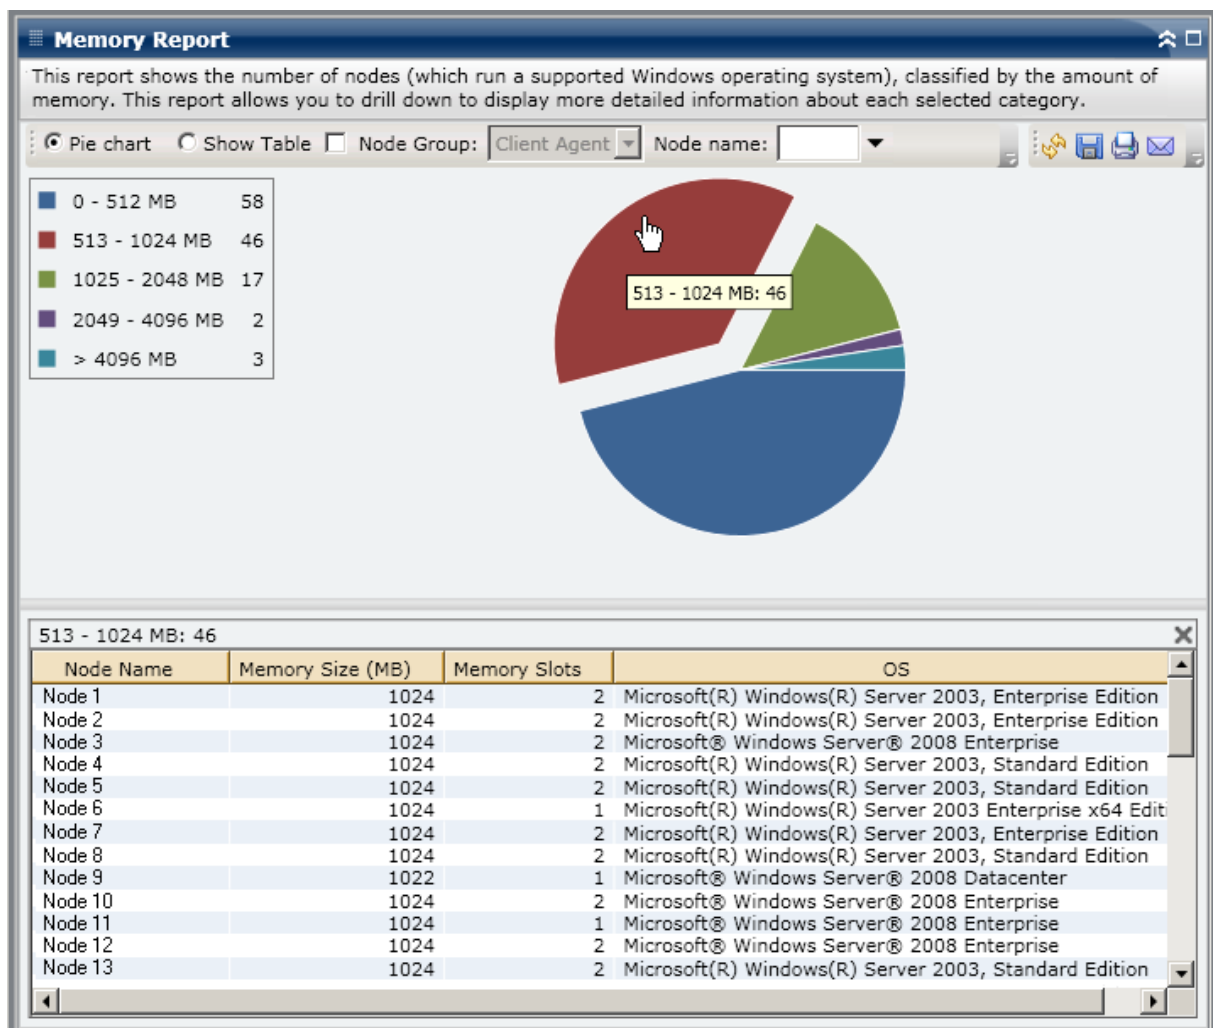 Memory Report
This report shows the number of nodes (which run a supported Windows operating system), classified by the amount of
memory. This report allows you to drill down to display more detailed information about each selected category.
Pie chart Show Table Node Group: Client Agent Node name:
0 - 512 MB 58
513 - 1024 MB 46
1025 - 2048 MB 17
2049 - 4096 MB 2
> 4096 MB 3
513 - 1024 MB: 46
513 - 1024 MB: 46
Node Name Memory Size (MB) Memory Slots OS
Node 1 1024 2 Microsoft(R) Windows(R) Server 2003, Enterprise Edition
Node 2 1024 2 Microsoft(R) Windows(R) Server 2003, Enterprise Edition
Node 3 1024 2 Microsoft® Windows Server® 2008 Enterprise
Node 4 1024 2 Microsoft(R) Windows(R) Server 2003, Standard Edition
Node 5 1024 2 Microsoft(R) Windows(R) Server 2003, Standard Edition
Node 6 1024 1 Microsoft(R) Windows(R) Server 2003 Enterprise x64 Editi
Node 7 1024 2 Microsoft(R) Windows(R) Server 2003, Enterprise Edition
Node 8 1024 2 Microsoft(R) Windows(R) Server 2003, Standard Edition
Node 9 1022 1 Microsoft® Windows Server® 2008 Datacenter
Node 10 1024 2 Microsoft® Windows Server® 2008 Enterprise
Node 11 1024 1 Microsoft® Windows Server® 2008 Enterprise
Node 12 1024 2 Microsoft® Windows Server® 2008 Enterprise
Node 13 1024 2 Microsoft(R) Windows(R) Server 2003, Standard Edition